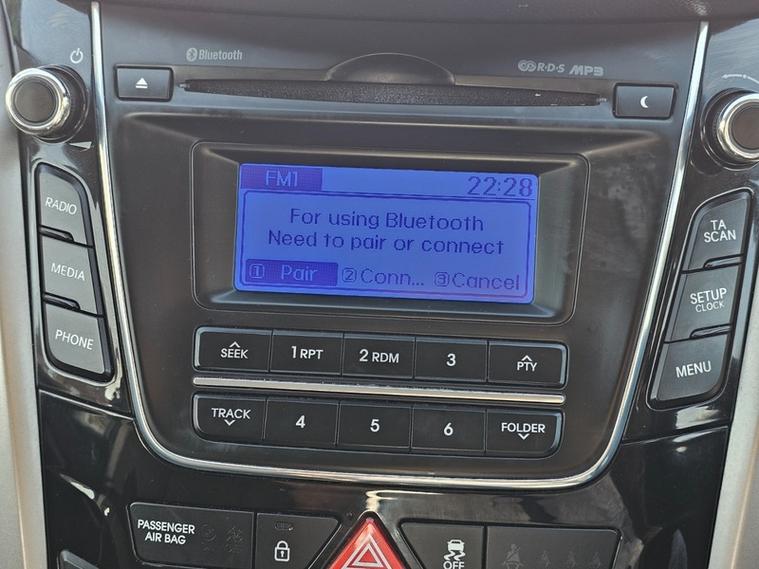 Bluetooth
R·D·S MP3
FM1 22:28
For using Bluetooth
Need to pair or connect
1 Pair 2 Conn... 3 Cancel
RADIO
MEDIA
PHONE
TA
SCAN
SETUP
CLOCK
MENU
SEEK 1 RPT 2 RDM 3 PTY
TRACK 4 5 6 FOLDER
PASSENGER
AIR BAG
OFF